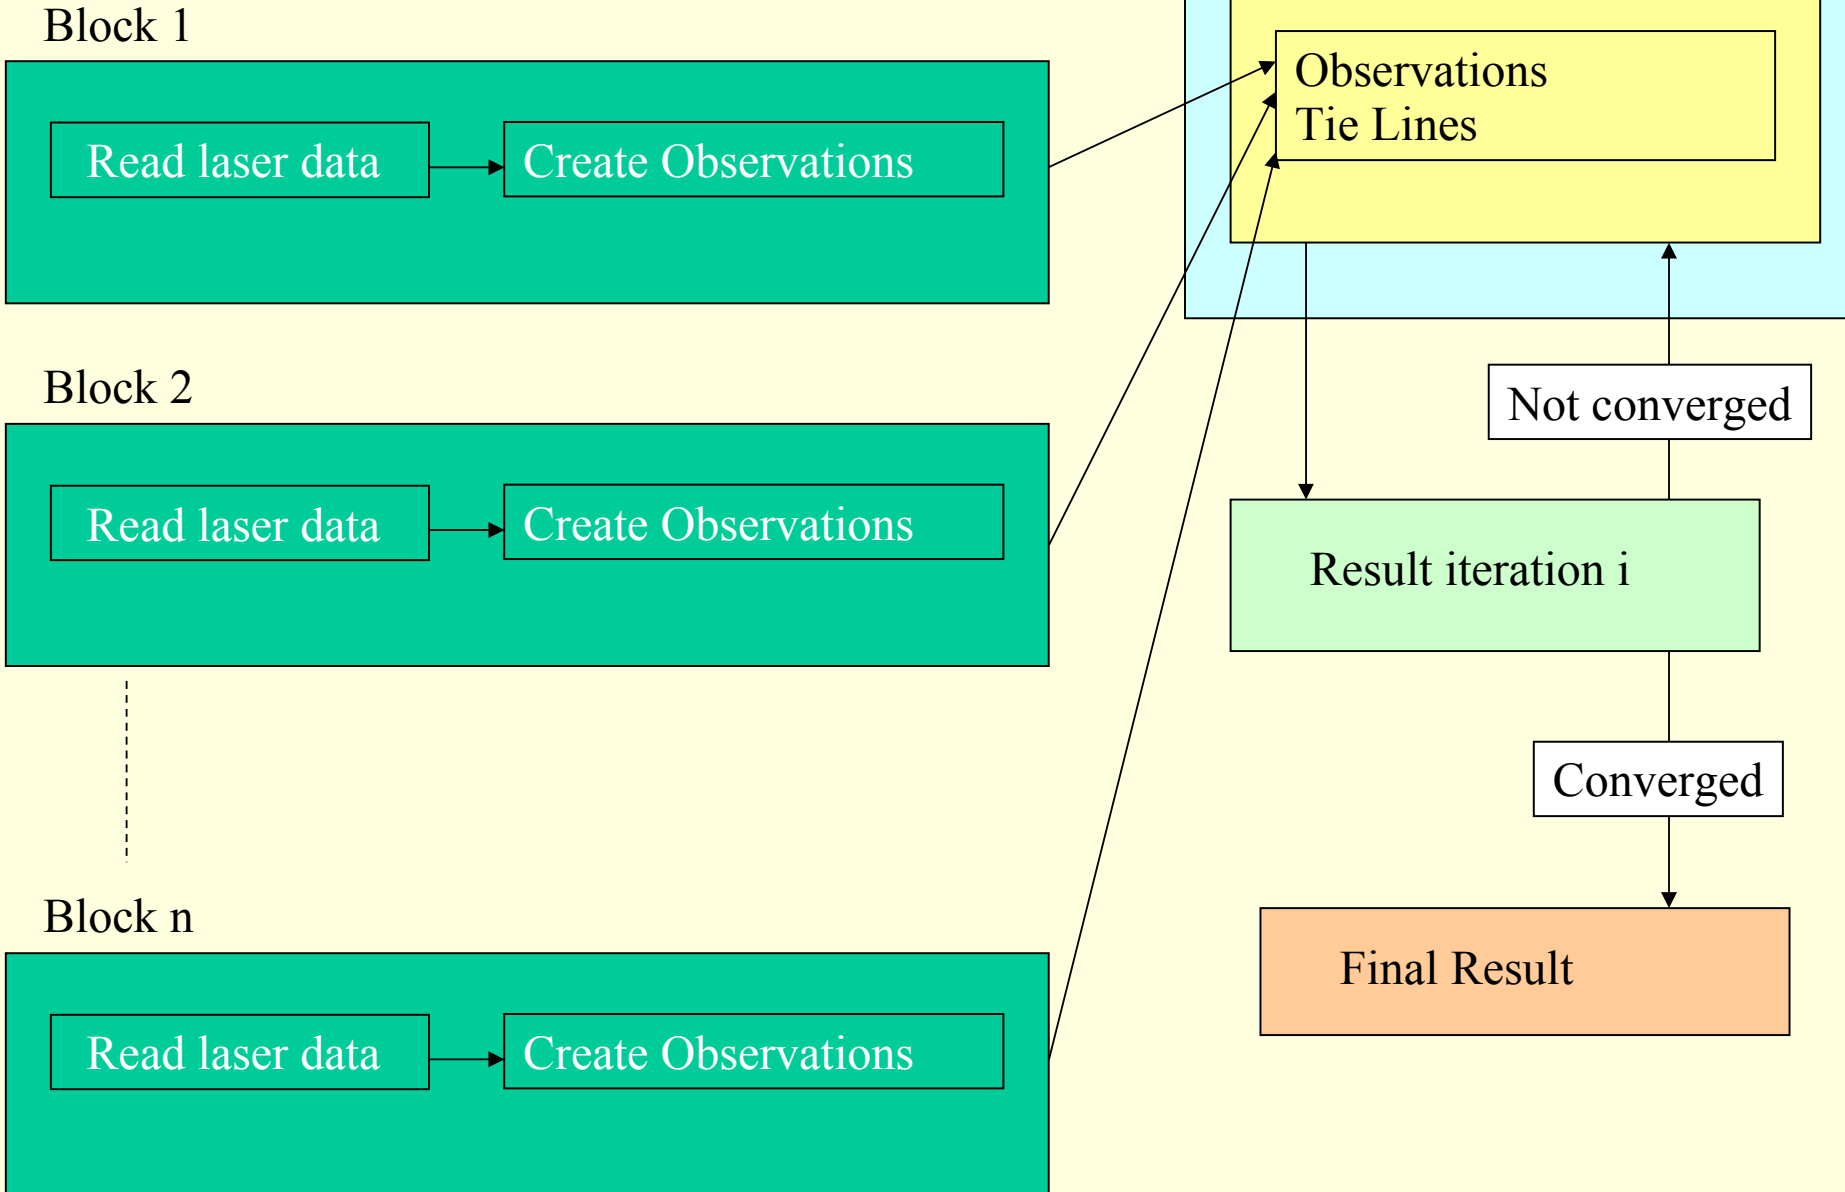 Block 1
Read laser data
Create Observations
Block 2
Read laser data
Create Observations
Block n
Read laser data
Create Observations
Observations
Tie Lines
Not converged
Result iteration i
Converged
Final Result